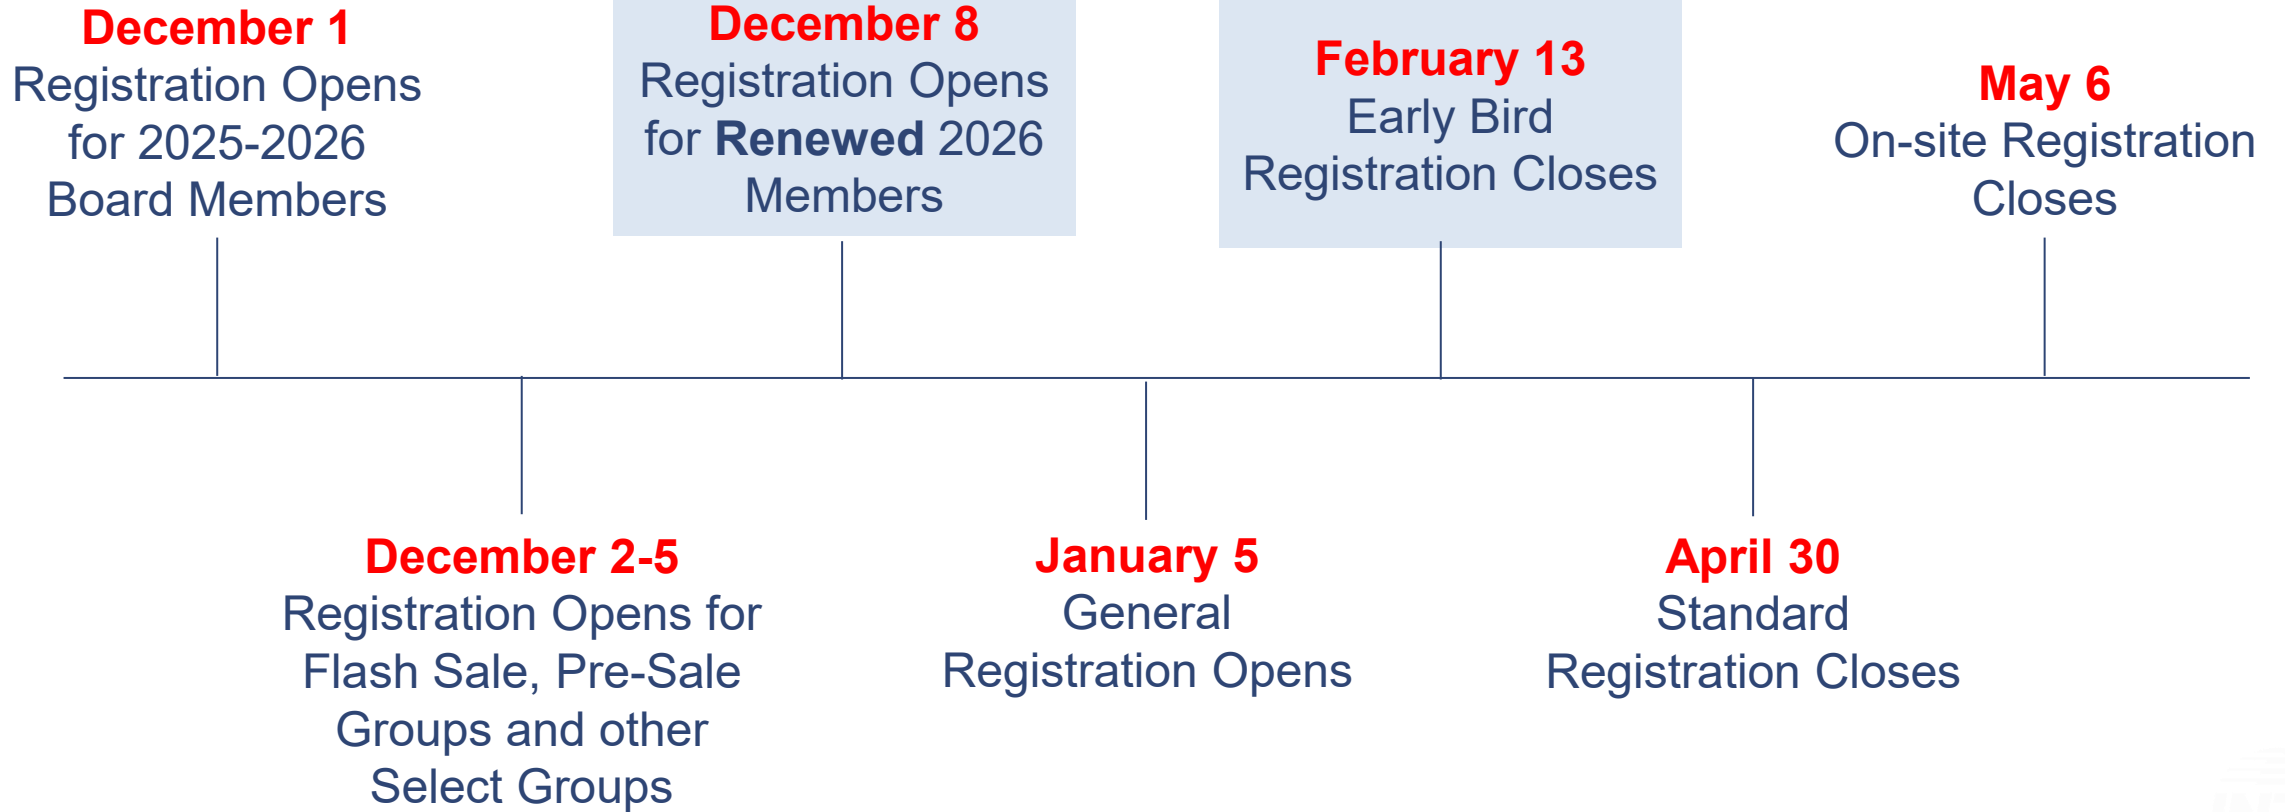 December 1
Registration Opens
for 2025-2026
Board Members
December 8
Registration Opens
for Renewed 2026
Members
February 13
Early Bird
Registration Closes
May 6
On-site Registration
Closes
December 2-5
Registration Opens for
Flash Sale, Pre-Sale
Groups and other
Select Groups
January 5
General
Registration Opens
April 30
Standard
Registration Closes